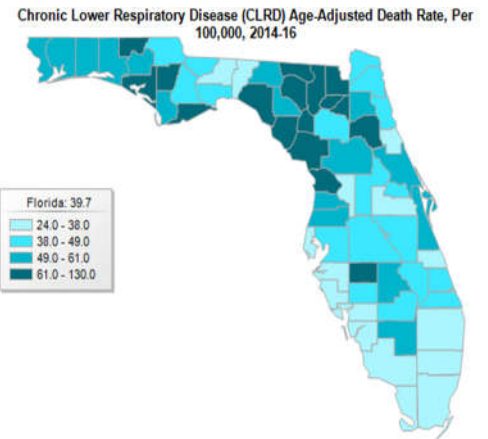 Chronic Lower Respiratory Disease (CLRD) Age-Adjusted Death Rate, Per
100,000, 2014-16
Florida: 39.7
24.0 - 38.0
38.0 - 49.0
49.0 - 61.0
61.0 - 130.0